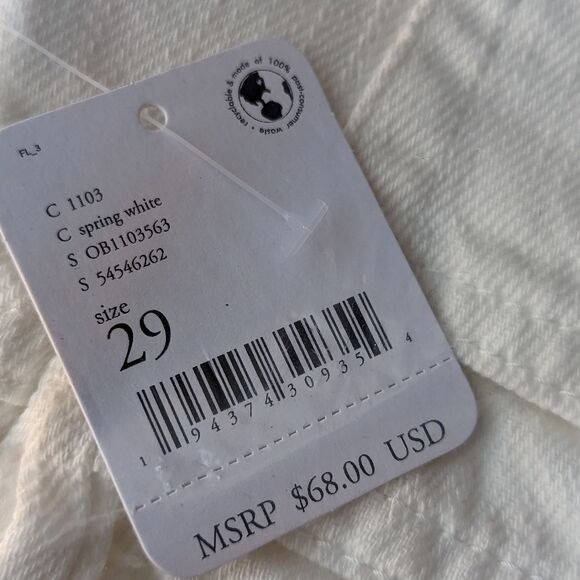 recyclable & made of 100% post-consumer waste •
FL_3
C 1103
C spring white
S OB1103563
S 54546262
size
29
1 94374 30935 4
MSRP $68.00 USD